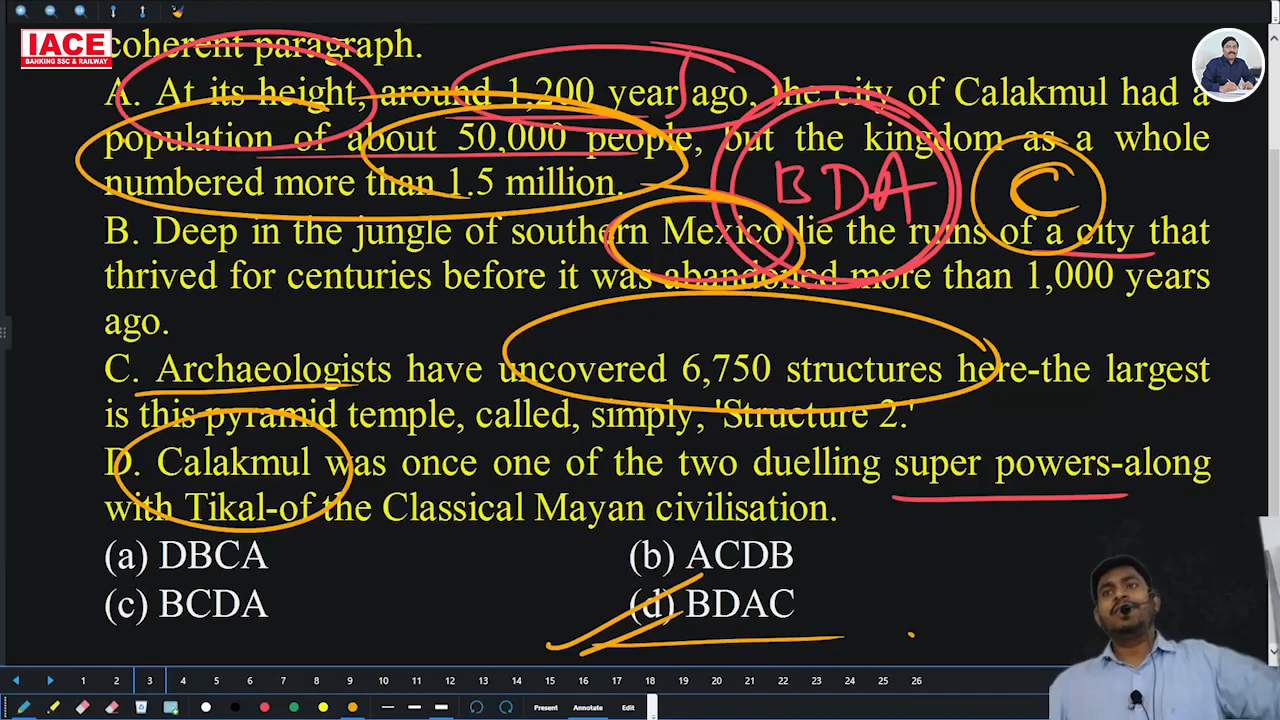 IACE
BANKING SSC & RAILWAY
coherent paragraph.
A. At its height, around 1,200 year ago, the city of Calakmul had a
population of about 50,000 people, but the kingdom as a whole
numbered more than 1.5 million.
BDA
C
B. Deep in the jungle of southern Mexico lie the ruins of a city that
thrived for centuries before it was abandoned more than 1,000 years
ago.
C. Archaeologists have uncovered 6,750 structures here-the largest
is this pyramid temple, called, simply, 'Structure 2.'
D. Calakmul was once one of the two duelling super powers-along
with Tikal-of the Classical Mayan civilisation.
(a) DBCA (b) ACDB
(c) BCDA (d) BDAC
1 2 3 4 5 6 7 8 9 10 11 12 13 14 15 16 17 18 19 20 21 22 23 24 25 26
Present Annotate Edit